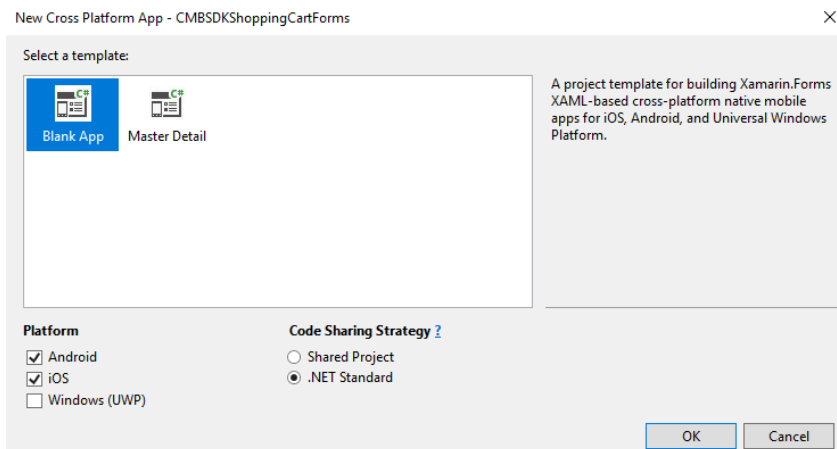 New Cross Platform App - CMBSDKShoppingCartForms
Select a template:
C#
Blank App
C#
Master Detail
A project template for building Xamarin.Forms
XAML-based cross-platform native mobile
apps for iOS, Android, and Universal Windows
Platform.
Platform
Android
iOS
Windows (UWP)
Code Sharing Strategy ?
Shared Project
.NET Standard
OK
Cancel